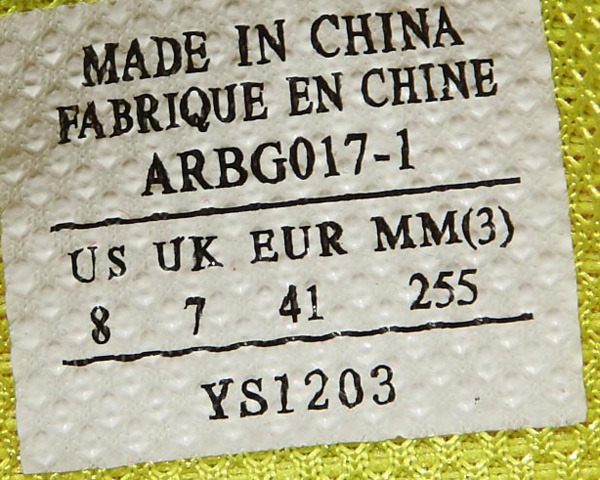 MADE IN CHINA
FABRIQUE EN CHINE
ARBG017-1
US UK EUR MM(3)
8 7 41 255
YS1203